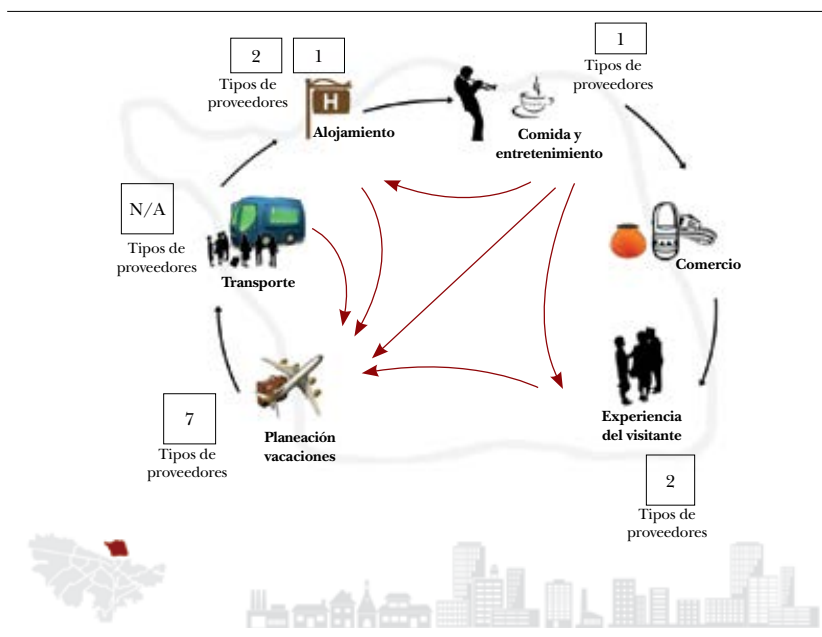 2
1
Tipos de
proveedores
H
Alojamiento
Comida y
entretenimiento
1
Tipos de
proveedores
N/A
Tipos de
proveedores
Transporte
Comercio
7
Tipos de
proveedores
Planeación
vacaciones
Experiencia
del visitante
2
Tipos de
proveedores